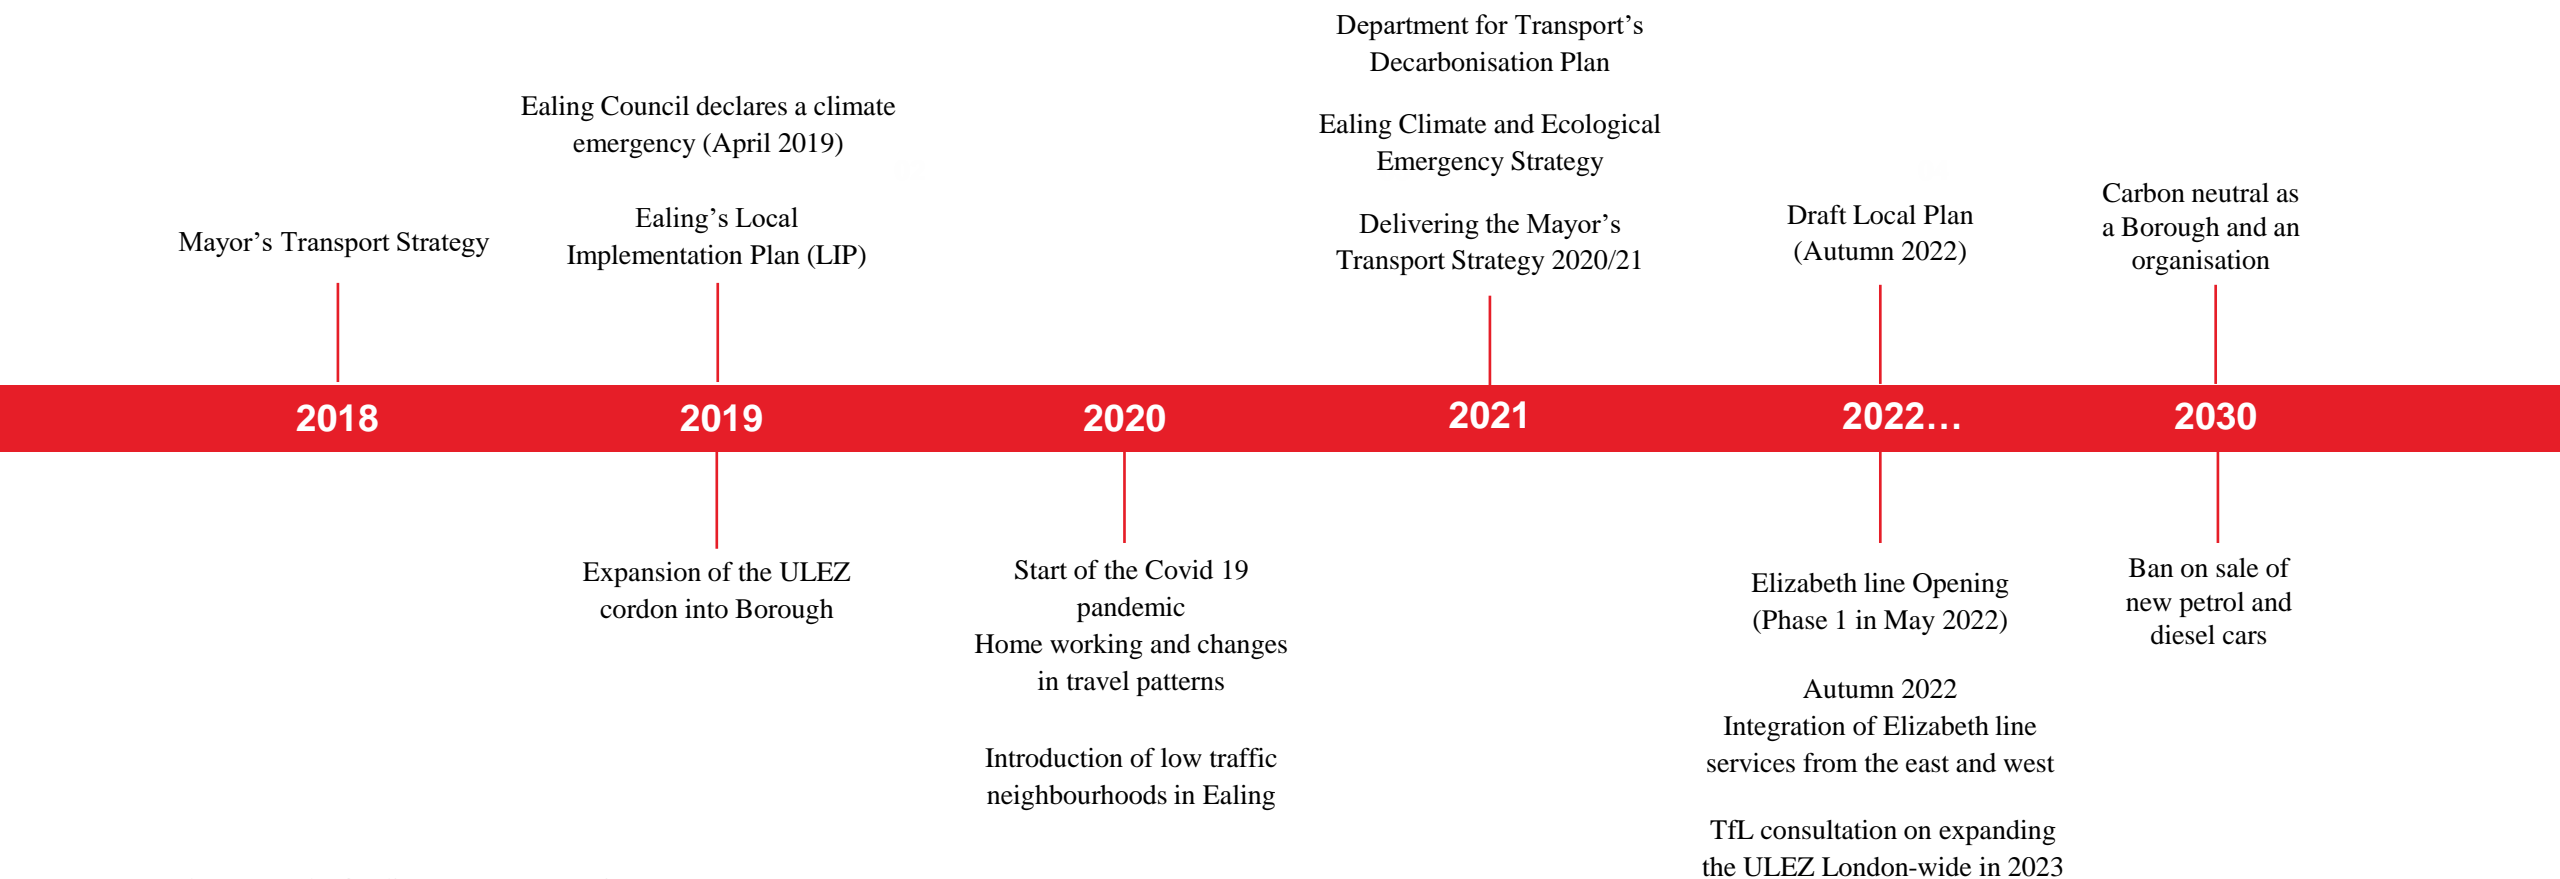 Department for Transport’s
Decarbonisation Plan
Ealing Climate and Ecological
Emergency Strategy
Delivering the Mayor’s
Transport Strategy 2020/21
Ealing Council declares a climate
emergency (April 2019)
Ealing’s Local
Implementation Plan (LIP)
Mayor’s Transport Strategy
Draft Local Plan
(Autumn 2022)
Carbon neutral as
a Borough and an
organisation
2018
2019
2020
2021
2022…
2030
Expansion of the ULEZ
cordon into Borough
Start of the Covid 19
pandemic
Home working and changes
in travel patterns
Introduction of low traffic
neighbourhoods in Ealing
Elizabeth line Opening
(Phase 1 in May 2022)
Autumn 2022
Integration of Elizabeth line
services from the east and west
TfL consultation on expanding
the ULEZ London-wide in 2023
Ban on sale of
new petrol and
diesel cars